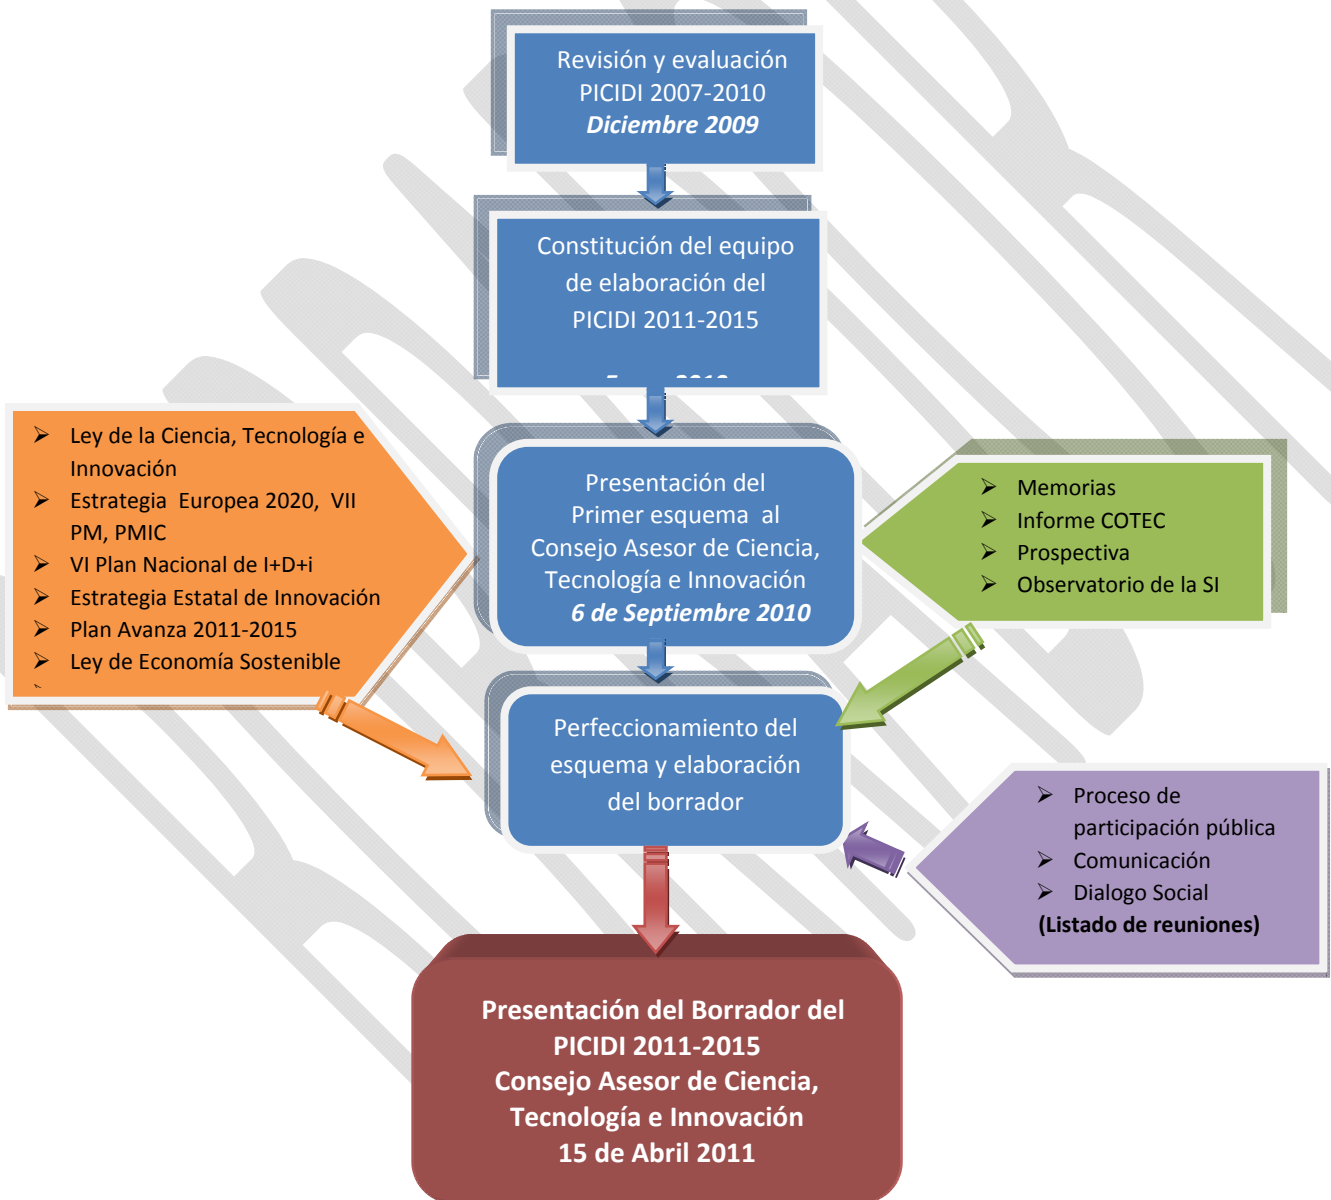 Revisión y evaluación
PICIDI 2007-2010
Diciembre 2009
Constitución del equipo
de elaboración del
PICIDI 2011-2015
➢ Ley de la Ciencia, Tecnología e
Innovación
➢ Estrategia Europea 2020, VII
PM, PMIC
➢ VI Plan Nacional de I+D+i
➢ Estrategia Estatal de Innovación
➢ Plan Avanza 2011-2015
➢ Ley de Economía Sostenible
Presentación del
Primer esquema al
Consejo Asesor de Ciencia,
Tecnología e Innovación
6 de Septiembre 2010
➢ Memorias
➢ Informe COTEC
➢ Prospectiva
➢ Observatorio de la SI
Perfeccionamiento del
esquema y elaboración
del borrador
➢ Proceso de
participación pública
➢ Comunicación
➢ Dialogo Social
(Listado de reuniones)
Presentación del Borrador del
PICIDI 2011-2015
Consejo Asesor de Ciencia,
Tecnología e Innovación
15 de Abril 2011